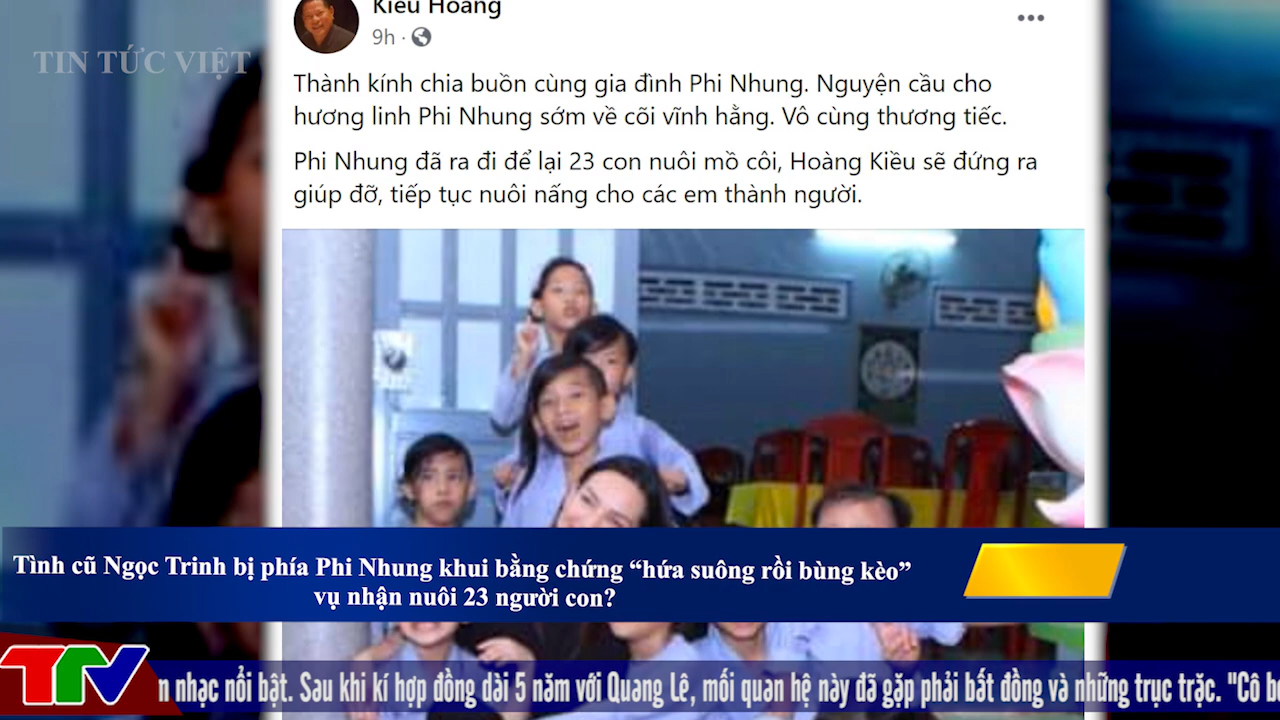 Kiều Hoàng
TIN TỨC VIỆT
9h ·
Thành kính chia buồn cùng gia đình Phi Nhung. Nguyện cầu cho
hương linh Phi Nhung sớm về cõi vĩnh hằng. Vô cùng thương tiếc.
Phi Nhung đã ra đi để lại 23 con nuôi mồ côi, Hoàng Kiều sẽ đứng ra
giúp đỡ, tiếp tục nuôi nấng cho các em thành người.
Tình cũ Ngọc Trinh bị phía Phi Nhung khui bằng chứng “hứa suông rồi bùng kèo”
vụ nhận nuôi 23 người con?
TTV
nhạc nổi bật. Sau khi kí hợp đồng dài 5 năm với Quang Lê, mối quan hệ này đã gặp phải bất đồng và những trục trặc. "Cô